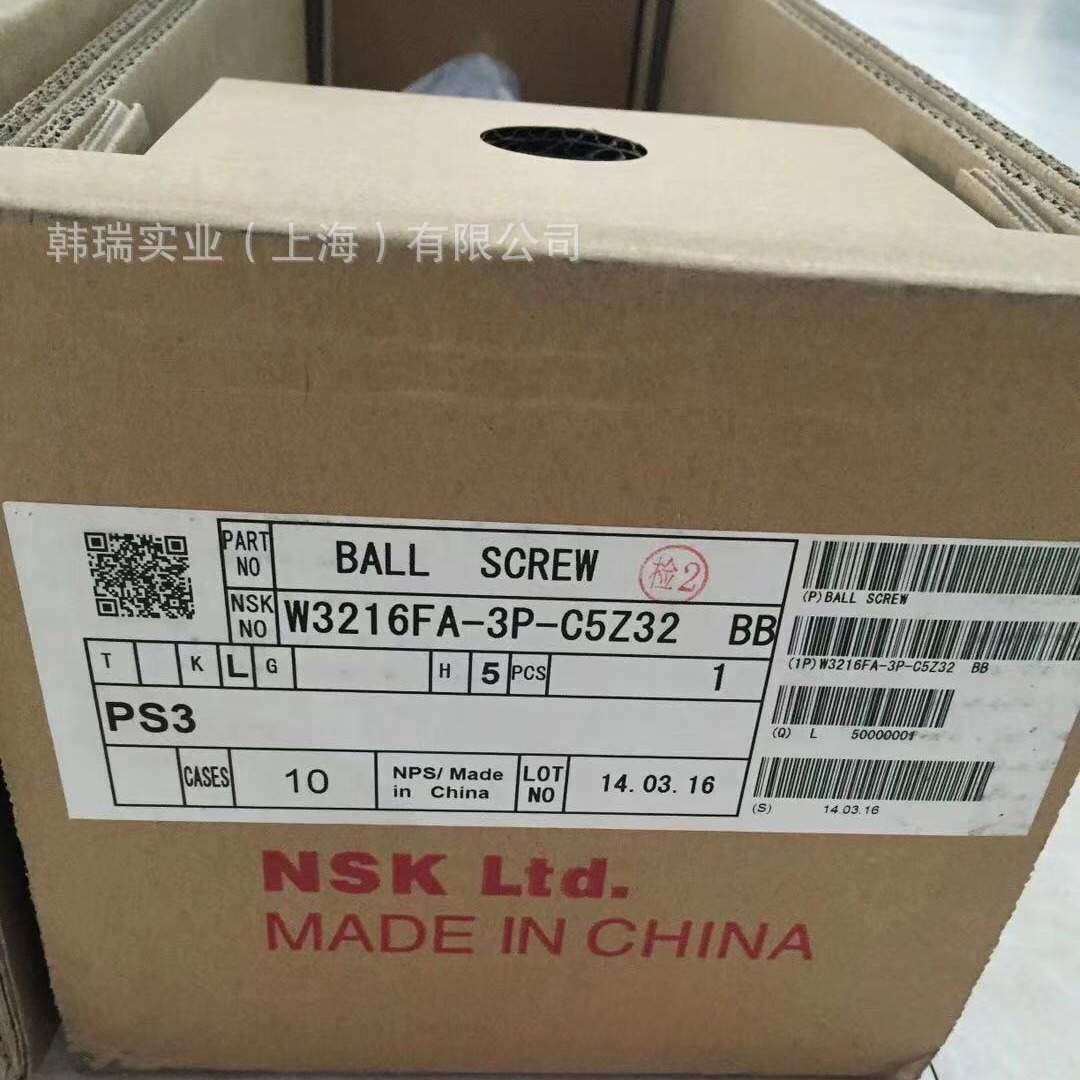 韩瑞实业（上海）有限公司
PART NO BALL SCREW 检2
NSK NO W3216FA-3P-C5Z32 BB
T K L G H 5 PCS 1
PS3
CASES 10 NPS/Made in China LOT NO 14.03.16
(P)BALL SCREW
(1P)W3216FA-3P-C5Z32 BB
(Q) L 50000001
(S) 14.03.16
NSK Ltd.
MADE IN CHINA